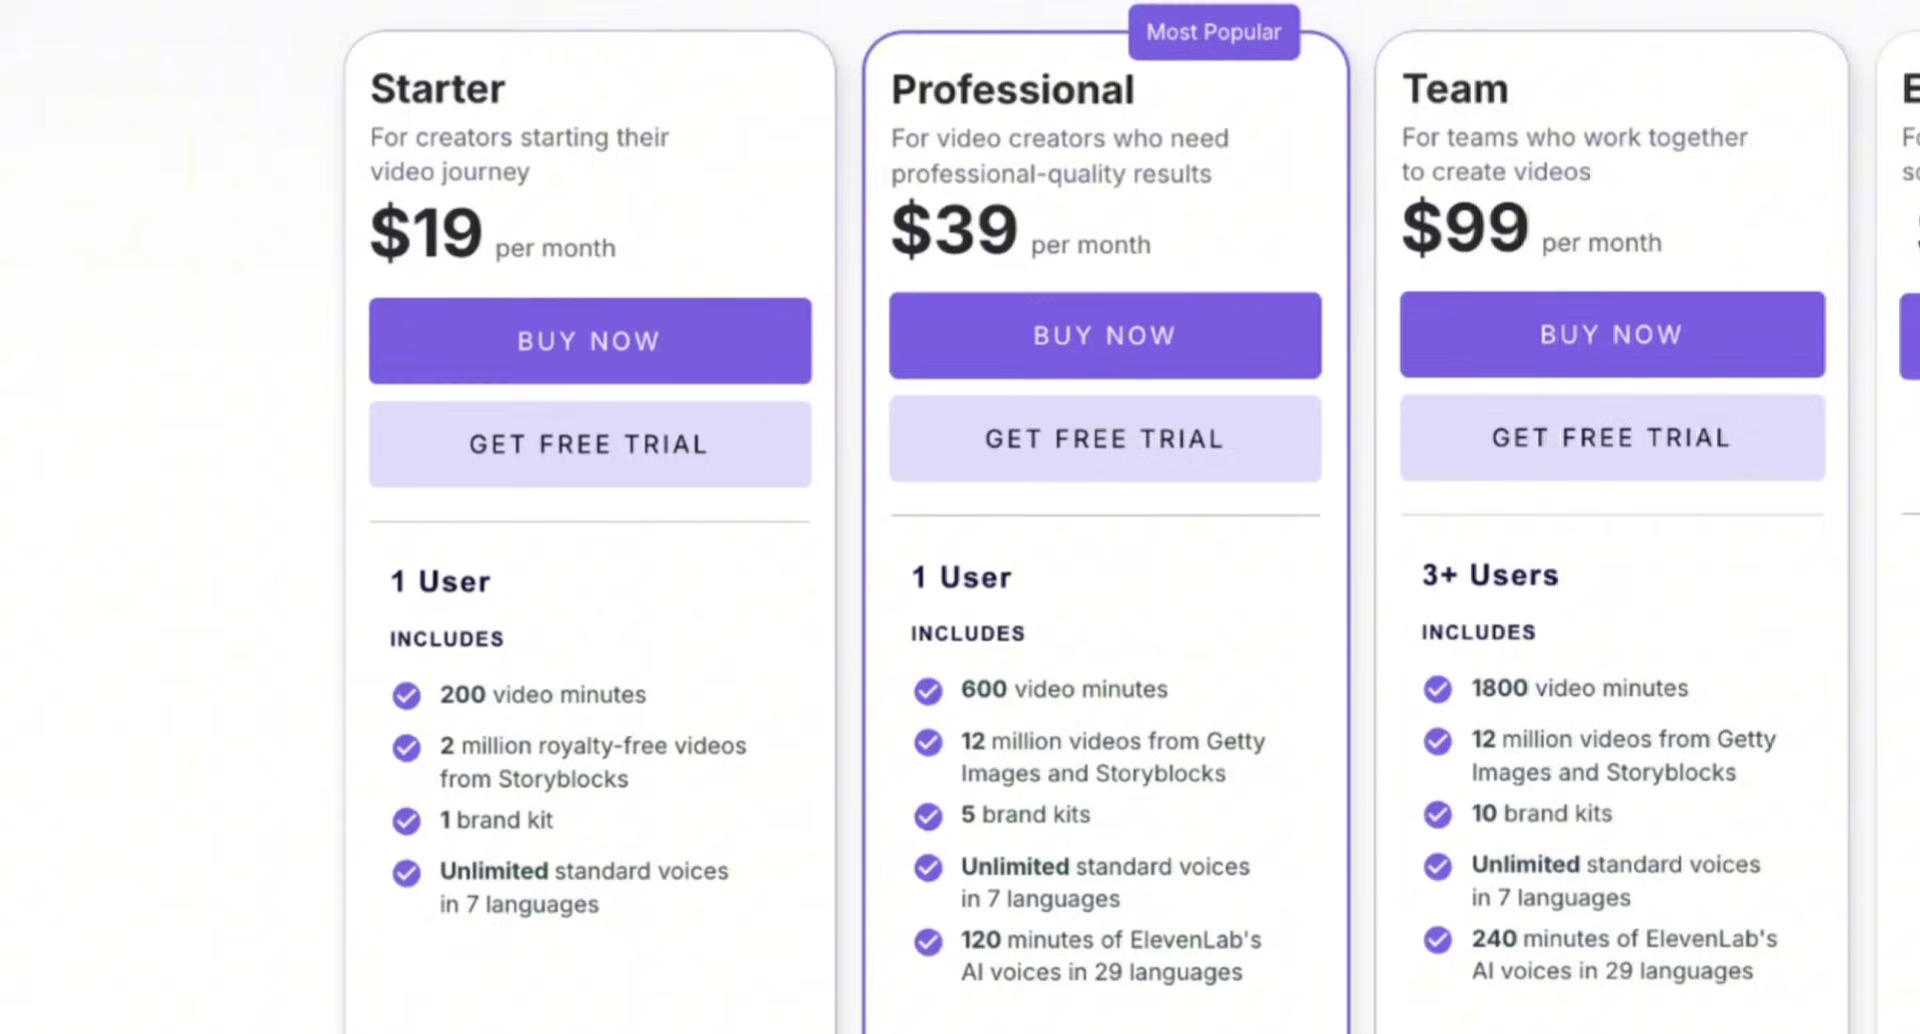 Most Popular
Starter
For creators starting their
video journey
$19 per month
BUY NOW
GET FREE TRIAL
1 User
INCLUDES
200 video minutes
2 million royalty-free videos
from Storyblocks
1 brand kit
Unlimited standard voices
in 7 languages
Professional
For video creators who need
professional-quality results
$39 per month
BUY NOW
GET FREE TRIAL
1 User
INCLUDES
600 video minutes
12 million videos from Getty
Images and Storyblocks
5 brand kits
Unlimited standard voices
in 7 languages
120 minutes of ElevenLab's
AI voices in 29 languages
Team
For teams who work together
to create videos
$99 per month
BUY NOW
GET FREE TRIAL
3+ Users
INCLUDES
1800 video minutes
12 million videos from Getty
Images and Storyblocks
10 brand kits
Unlimited standard voices
in 7 languages
240 minutes of ElevenLab's
AI voices in 29 languages